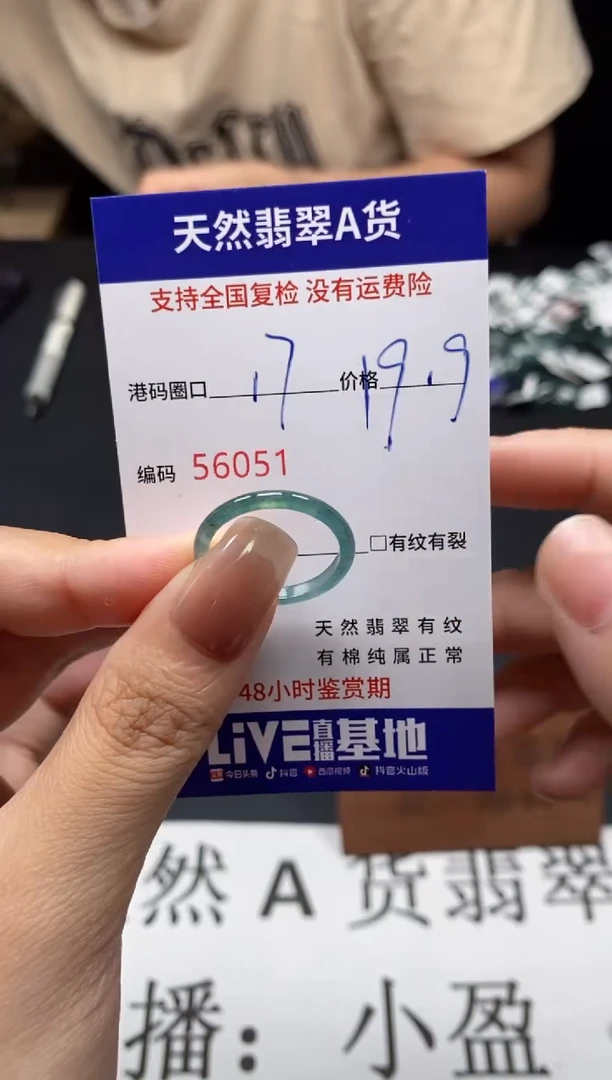 天然翡翠A货
支持全国复检 没有运费险
港码圈口 17 价格 19.9
编码 56051
□有纹有裂
天然翡翠有纹
有棉纯属正常
48小时鉴赏期
LiVE直播基地
今日头条 抖音 西瓜视频 抖音火山版
然 A 货翡翠
播：小盈